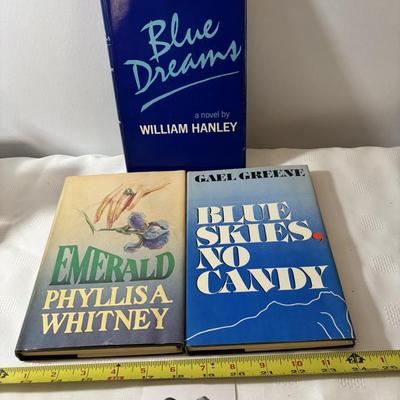 Blue
Dreams
a novel by
WILLIAM HANLEY
GAEL GREENE
BLUE
SKIES,
NO
CANDY
EMERALD
PHYLLIS A.
WHITNEY